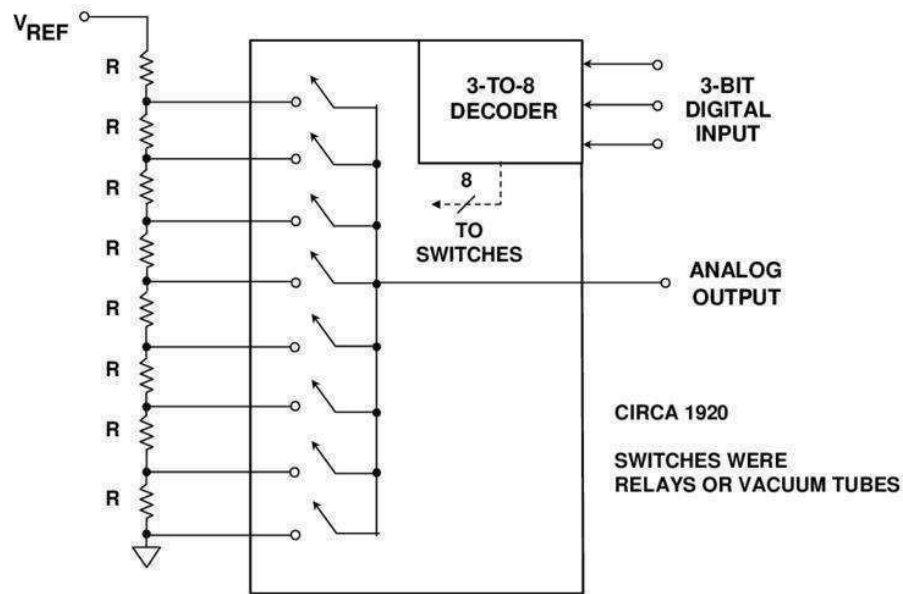 VREF
R
R
R
R
R
R
R
R
3-TO-8
DECODER
8
TO
SWITCHES
3-BIT
DIGITAL
INPUT
ANALOG
OUTPUT
CIRCA 1920
SWITCHES WERE
RELAYS OR VACUUM TUBES